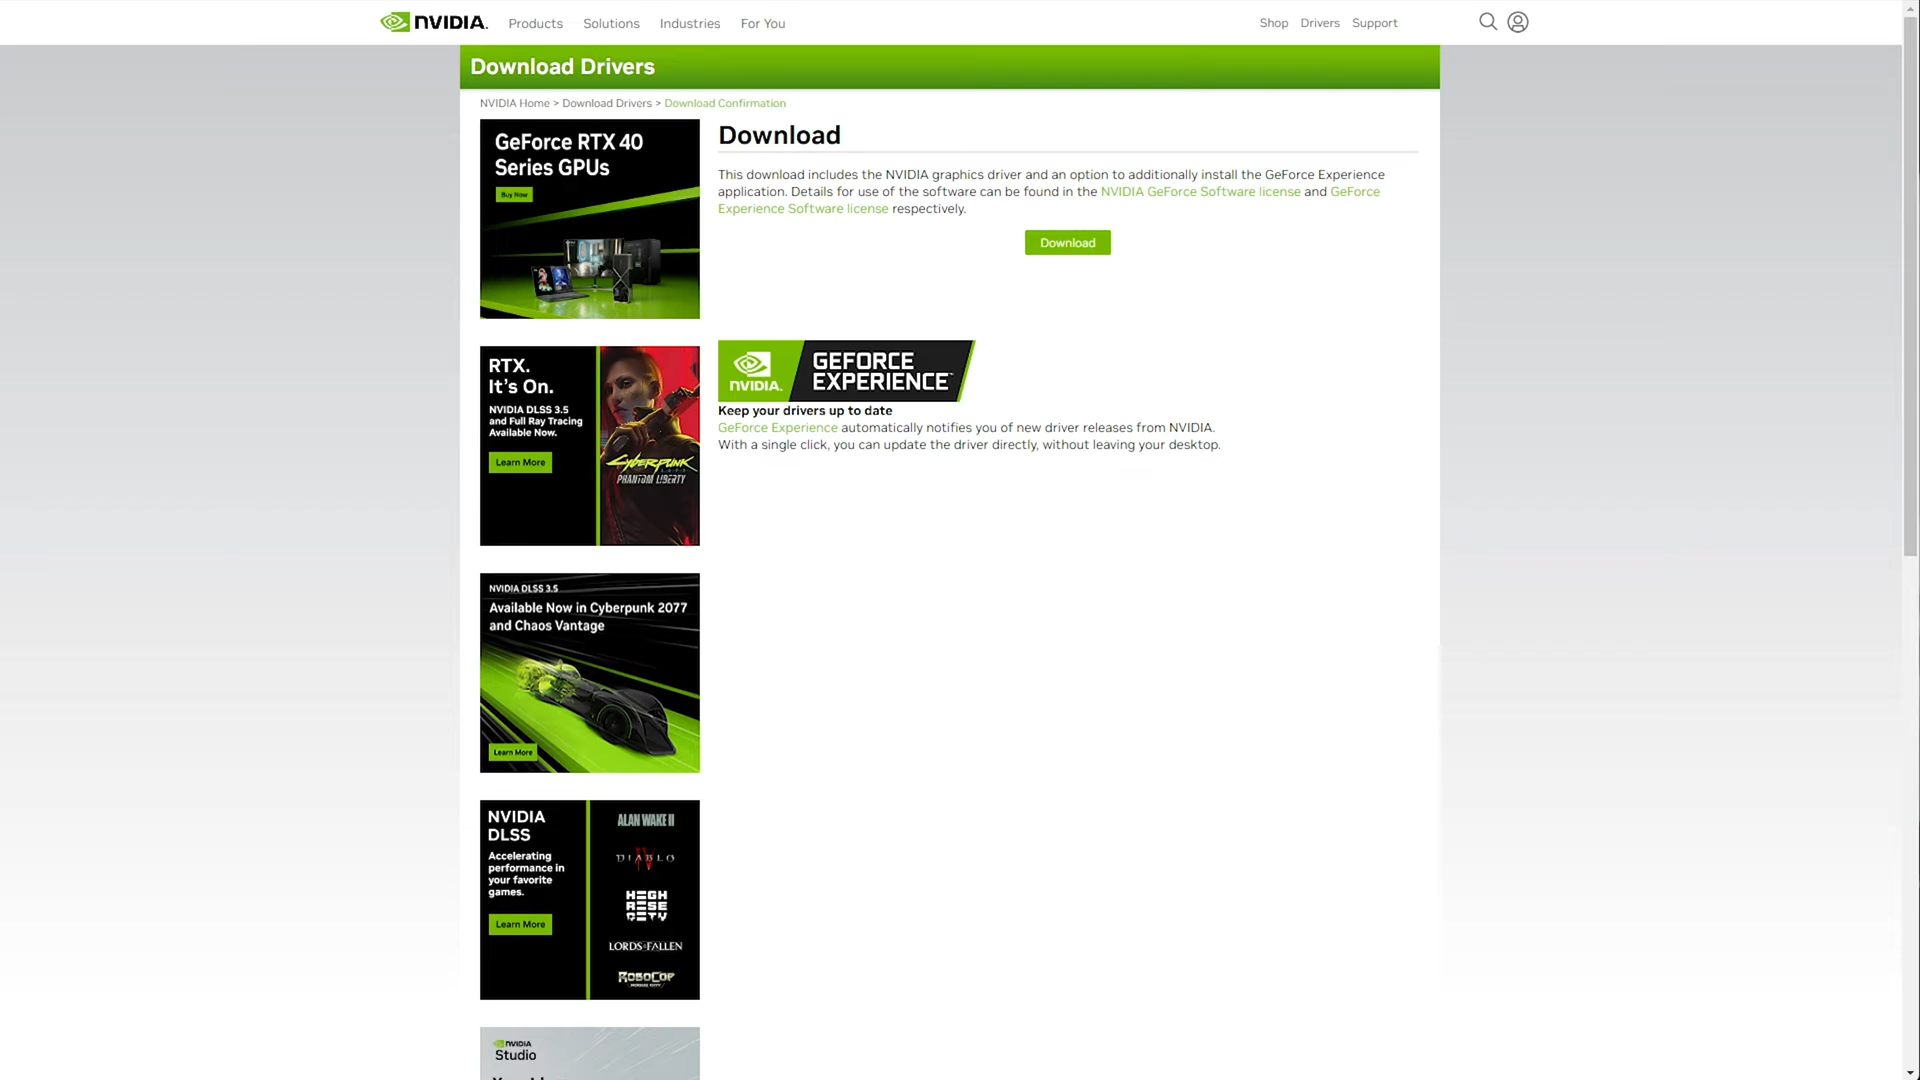 NVIDIA.
Products
Solutions
Industries
For You
Shop
Drivers
Support
Download Drivers
NVIDIA Home > Download Drivers > Download Confirmation
GeForce RTX 40
Series GPUs
Buy Now
Download
This download includes the NVIDIA graphics driver and an option to additionally install the GeForce Experience
application. Details for use of the software can be found in the NVIDIA GeForce Software license and GeForce
Experience Software license respectively.
Download
RTX.
It's On.
NVIDIA DLSS 3.5
and Full Ray Tracing
Available Now.
Learn More
Cyberpunk
PHANTOM LIBERTY
NVIDIA.
GEFORCE
EXPERIENCE™
Keep your drivers up to date
GeForce Experience automatically notifies you of new driver releases from NVIDIA.
With a single click, you can update the driver directly, without leaving your desktop.
NVIDIA DLSS 3.5
Available Now in Cyberpunk 2077
and Chaos Vantage
Learn More
NVIDIA
DLSS
Accelerating
performance in
your favorite
games.
Learn More
ALAN WAKE II
DIABLO IV
HIGH
RISE
CITY
LORDS OF THE FALLEN
ROBOCOP
NVIDIA
Studio